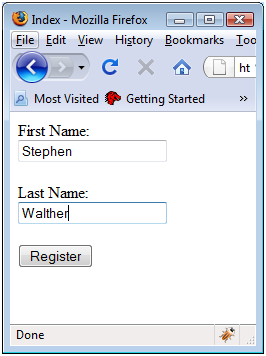 Index - Mozilla Firefox
File Edit View History Bookmarks Tools
ht
Most Visited Getting Started »
First Name:
Stephen
Last Name:
Walther
Register
Done